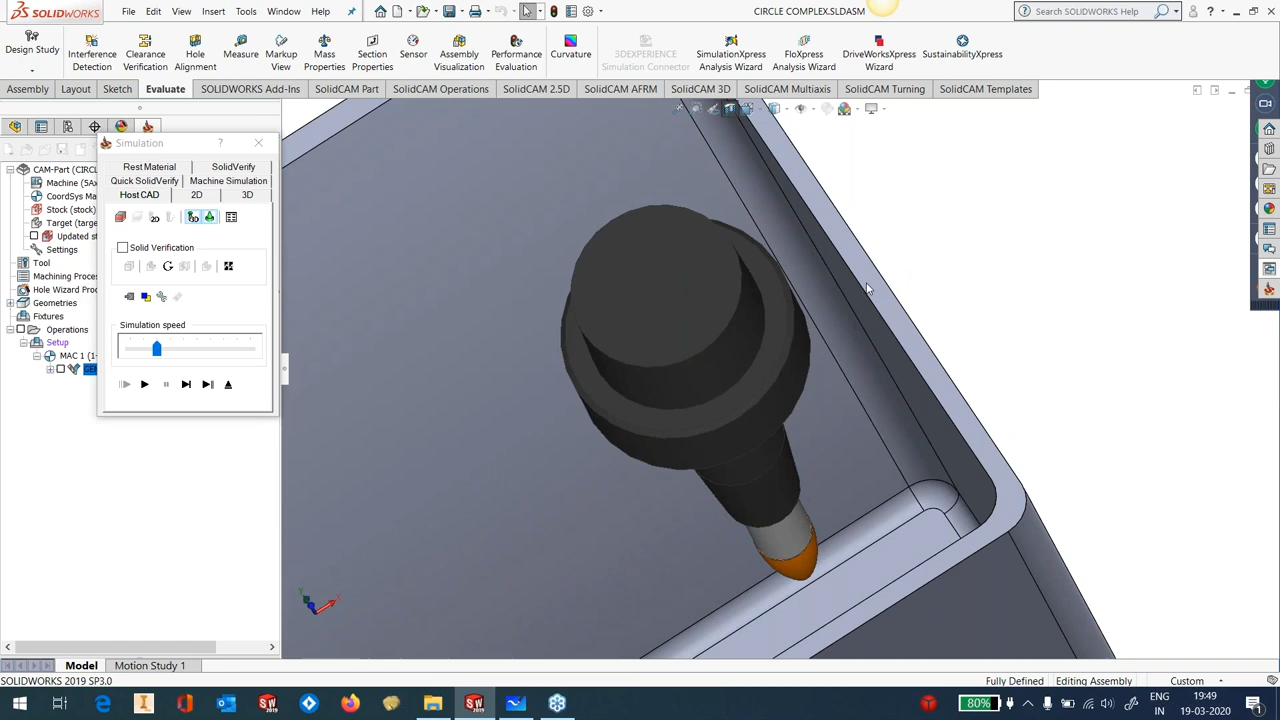 SOLIDWORKS
File
Edit
View
Insert
Tools
Window
Help
CIRCLE COMPLEX.SLDASM
Search SOLIDWORKS Help
Design Study
Interference Detection
Clearance Verification
Hole Alignment
Measure
Markup View
Mass Properties
Section Properties
Sensor
Assembly Visualization
Performance Evaluation
Curvature
3DEXPERIENCE Simulation Connector
SimulationXpress Analysis Wizard
FloXpress Analysis Wizard
DriveWorksXpress Wizard
SustainabilityXpress
Assembly
Layout
Sketch
Evaluate
SOLIDWORKS Add-Ins
SolidCAM Part
SolidCAM Operations
SolidCAM 2.5D
SolidCAM AFRM
SolidCAM 3D
SolidCAM Multiaxis
SolidCAM Turning
SolidCAM Templates
CAM-Part (CIRC
Machine (5Ax
CoordSys Ma
Stock (stock)
Target (targe
Updated st
Settings
Tool
Machining Proce
Hole Wizard Proc
Geometries
Fixtures
Operations
Setup
MAC 1 (1-
Simulation
?
Rest Material
SolidVerify
Quick SolidVerify
Machine Simulation
Host CAD
2D
3D
Solid Verification
Simulation speed
Y
X
Model
Motion Study 1
SOLIDWORKS 2019 SP3.0
Fully Defined
Editing Assembly
Custom
80%
ENG
IN
19:49
19-03-2020